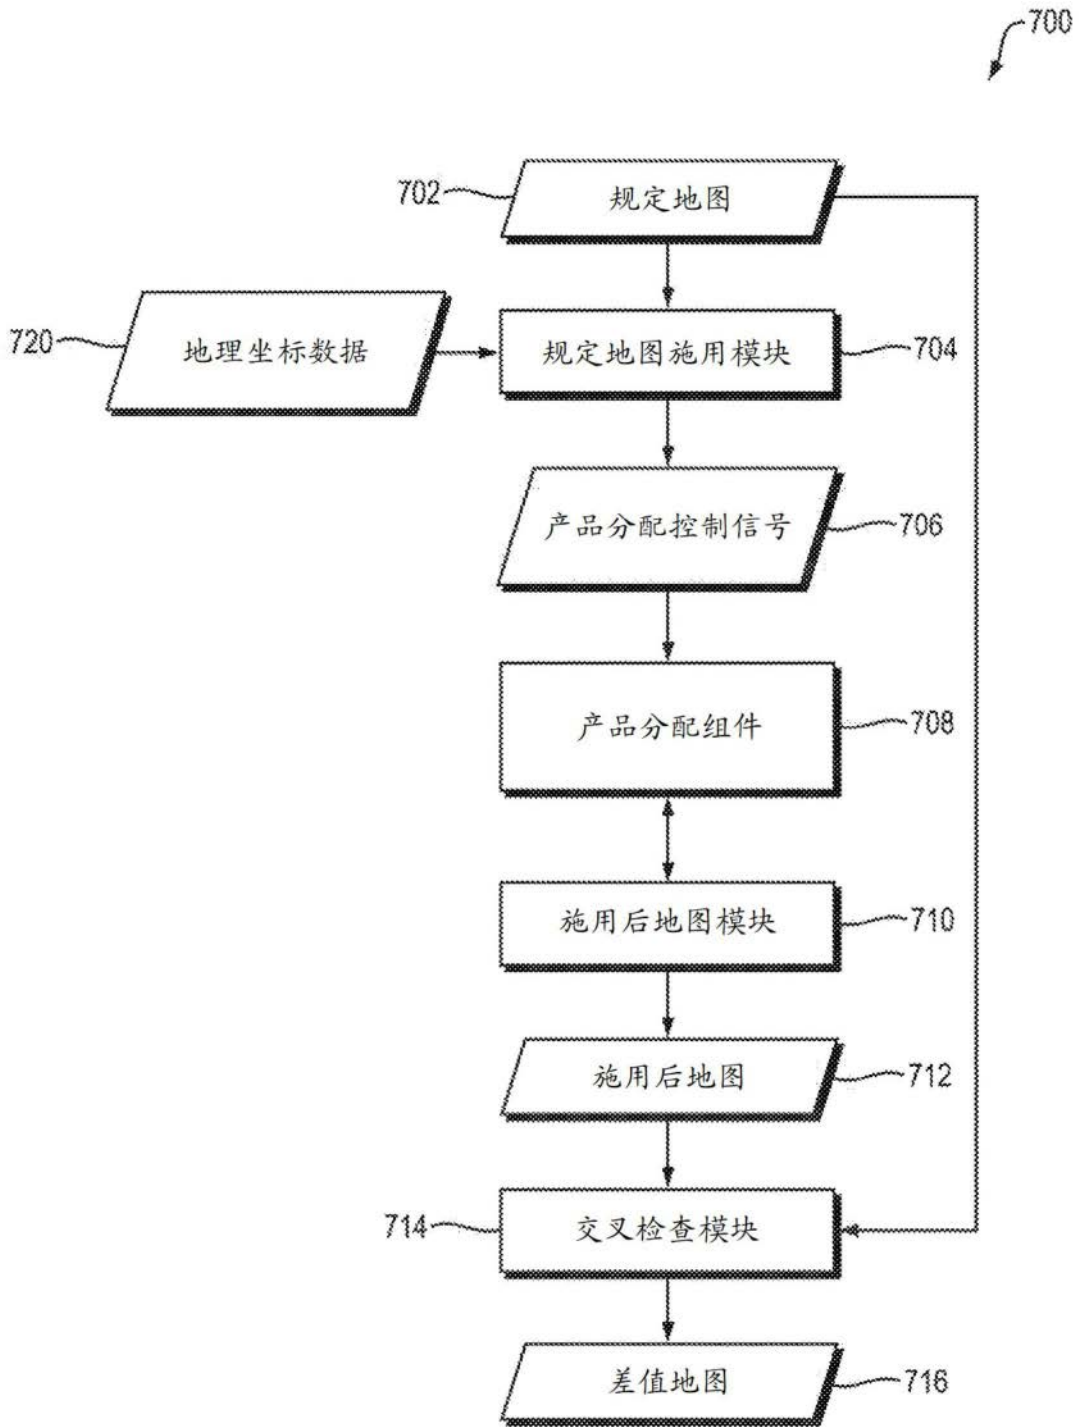 700
702
规定地图
720
地理坐标数据
规定地图施用模块
704
产品分配控制信号
706
产品分配组件
708
施用后地图模块
710
施用后地图
712
714
交叉检查模块
差值地图
716